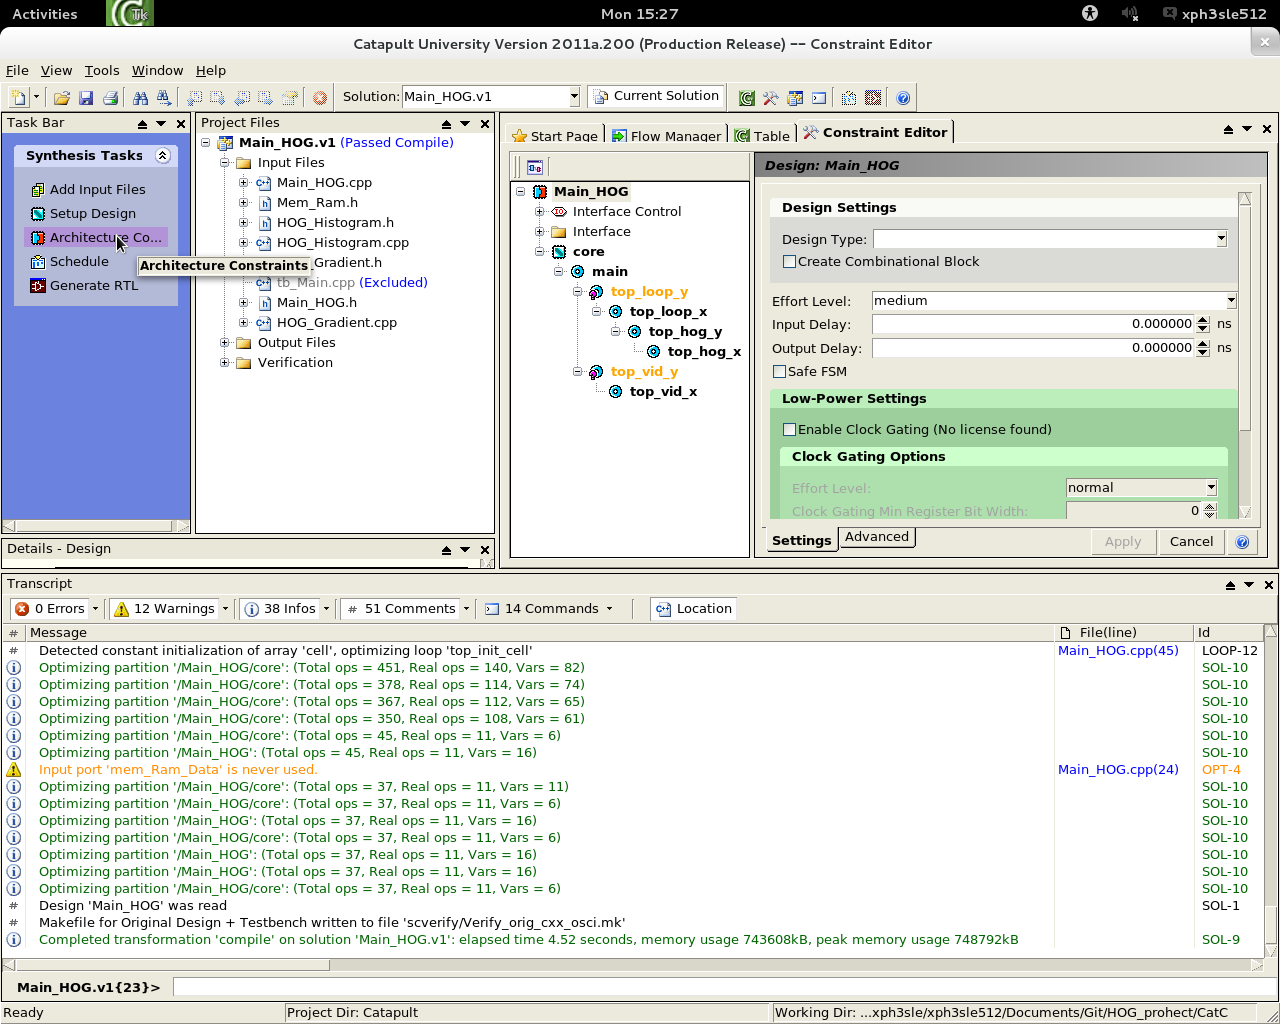 Activities
Tk
Mon 15:27
xph3sle512
Catapult University Version 2011a.200 (Production Release) -- Constraint Editor
File View Tools Window Help
Solution: Main_HOG.v1 Current Solution
Task Bar
Synthesis Tasks
Add Input Files
Setup Design
Architecture Co...
Schedule
Generate RTL
Architecture Constraints
Project Files
Main_HOG.v1 (Passed Compile)
Input Files
Main_HOG.cpp
Mem_Ram.h
HOG_Histogram.h
HOG_Histogram.cpp
_Gradient.h
tb_Main.cpp (Excluded)
Main_HOG.h
HOG_Gradient.cpp
Output Files
Verification
Details - Design
Start Page Flow Manager Table Constraint Editor
Main_HOG
Interface Control
Interface
core
main
top_loop_y
top_loop_x
top_hog_y
top_hog_x
top_vid_y
top_vid_x
Design: Main_HOG
Design Settings
Design Type:
Create Combinational Block
Effort Level: medium
Input Delay: 0.000000 ns
Output Delay: 0.000000 ns
Safe FSM
Low-Power Settings
Enable Clock Gating (No license found)
Clock Gating Options
Effort Level: normal
Clock Gating Min Register Bit Width: 0
Settings Advanced Apply Cancel
Transcript
0 Errors 12 Warnings 38 Infos # 51 Comments 14 Commands Location
# Message File(line) Id
# Detected constant initialization of array 'cell', optimizing loop 'top_init_cell' Main_HOG.cpp(45) LOOP-12
Optimizing partition '/Main_HOG/core': (Total ops = 451, Real ops = 140, Vars = 82) SOL-10
Optimizing partition '/Main_HOG/core': (Total ops = 378, Real ops = 114, Vars = 74) SOL-10
Optimizing partition '/Main_HOG/core': (Total ops = 367, Real ops = 112, Vars = 65) SOL-10
Optimizing partition '/Main_HOG/core': (Total ops = 350, Real ops = 108, Vars = 61) SOL-10
Optimizing partition '/Main_HOG/core': (Total ops = 45, Real ops = 11, Vars = 6) SOL-10
Optimizing partition '/Main_HOG': (Total ops = 45, Real ops = 11, Vars = 16) SOL-10
Input port 'mem_Ram_Data' is never used. Main_HOG.cpp(24) OPT-4
Optimizing partition '/Main_HOG/core': (Total ops = 37, Real ops = 11, Vars = 11) SOL-10
Optimizing partition '/Main_HOG/core': (Total ops = 37, Real ops = 11, Vars = 6) SOL-10
Optimizing partition '/Main_HOG': (Total ops = 37, Real ops = 11, Vars = 16) SOL-10
Optimizing partition '/Main_HOG/core': (Total ops = 37, Real ops = 11, Vars = 6) SOL-10
Optimizing partition '/Main_HOG': (Total ops = 37, Real ops = 11, Vars = 16) SOL-10
Optimizing partition '/Main_HOG': (Total ops = 37, Real ops = 11, Vars = 16) SOL-10
Optimizing partition '/Main_HOG/core': (Total ops = 37, Real ops = 11, Vars = 6) SOL-10
# Design 'Main_HOG' was read SOL-1
# Makefile for Original Design + Testbench written to file 'scverify/Verify_orig_cxx_osci.mk'
Completed transformation 'compile' on solution 'Main_HOG.v1': elapsed time 4.52 seconds, memory usage 743608kB, peak memory usage 748792kB SOL-9
Main_HOG.v1{23}>
Ready Project Dir: Catapult Working Dir: ...xph3sle/xph3sle512/Documents/Git/HOG_prohect/CatC